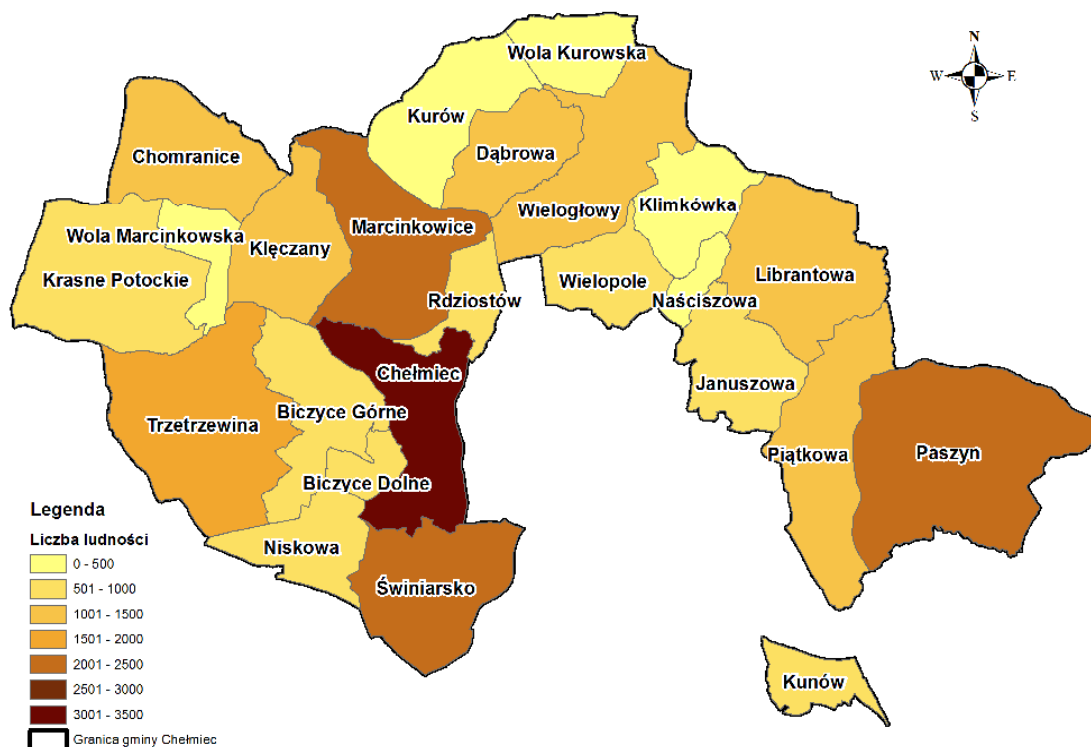 N
W E
S
Wola Kurowska
Kurów
Dąbrowa
Chomranice
Wielogłowy
Klimkówka
Marcinkowice
Wola Marcinkowska
Klęczany
Krasne Potockie
Librantowa
Wielopole
Rdziostów
Naściszowa
Chełmiec
Januszowa
Biczyce Górne
Trzetrzewina
Piątkowa
Paszyn
Biczyce Dolne
Niskowa
Świniarsko
Kunów
Legenda
Liczba ludności
0 - 500
501 - 1000
1001 - 1500
1501 - 2000
2001 - 2500
2501 - 3000
3001 - 3500
Granica gminy Chełmiec